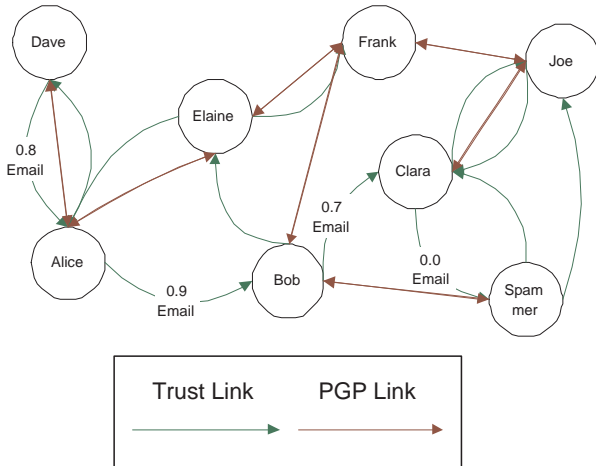 Dave
Frank
Joe
Elaine
0.8
Email
Clara
0.7
Email
Alice
0.9
Email
Bob
0.0
Email
Spam
mer
Trust Link
PGP Link